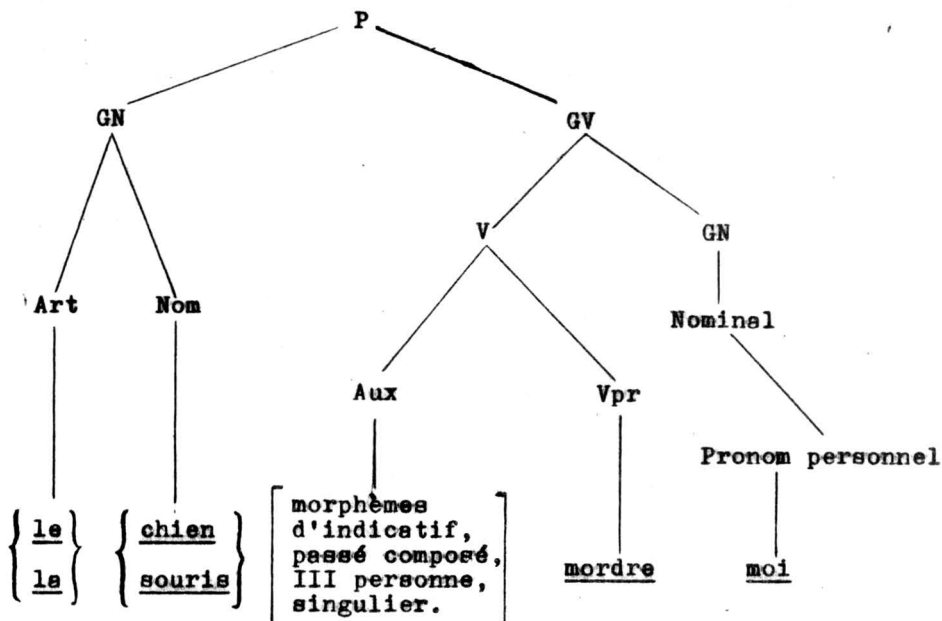 P
GN GV
V GN
Art Nom Nominal
Aux Vpr
Pronom personnel
{ le } { chien } [ morphèmes
d'indicatif,
passé composé,
{ la } { souris } III personne, mordre moi
singulier. ]